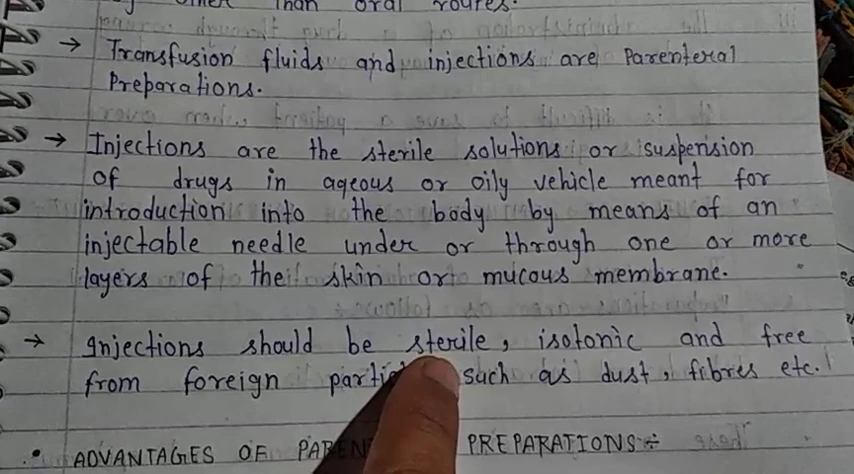 other than oral routes.
→ Transfusion fluids and injections are Parenteral
Preparations.
→ Injections are the sterile solutions or suspension
of drugs in aqeous or oily vehicle meant for
introduction into the body by means of an
injectable needle under or through one or more
layers of the skin or mucous membrane.
→ Injections should be sterile, isotonic and free
from foreign such as dust, fibres etc.
• ADVANTAGES OF PREPARATIONS÷